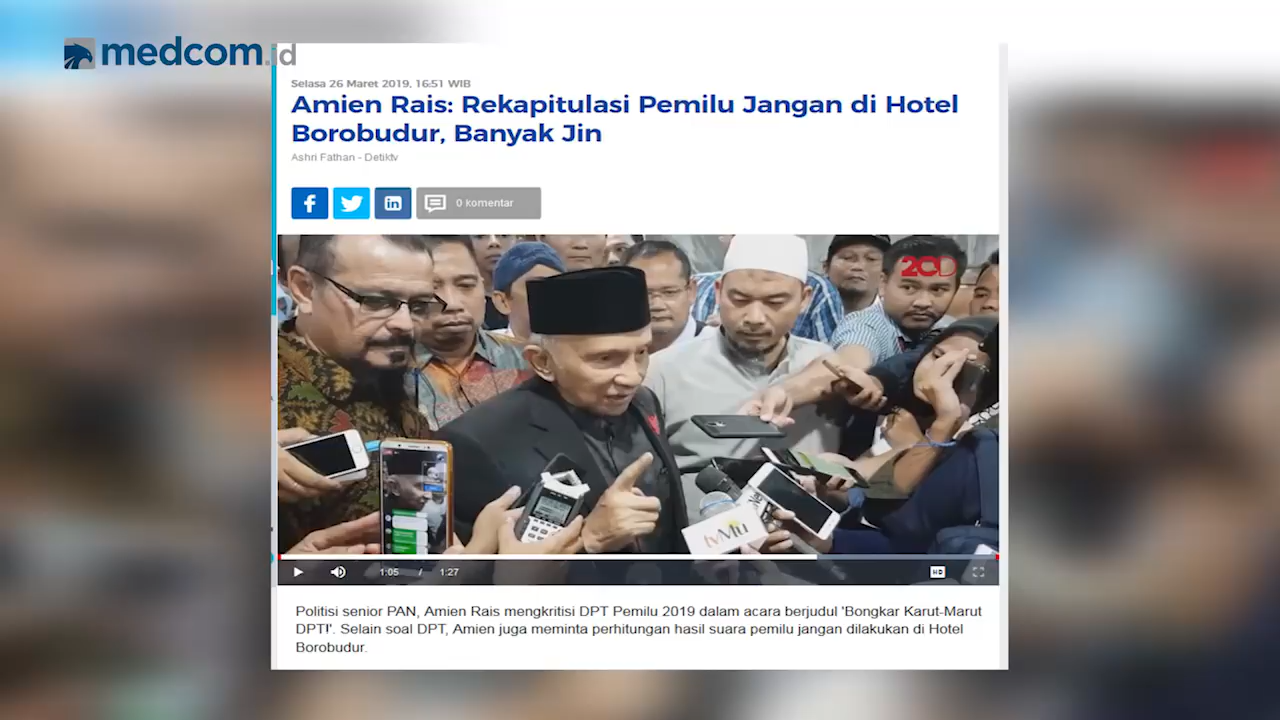 medcom.id
Selasa 26 Maret 2019, 16:51 WIB
Amien Rais: Rekapitulasi Pemilu Jangan di Hotel
Borobudur, Banyak Jin
Ashri Fathan - Detiktv
0 komentar
20D
tvMu
1:05 / 1:27
HD
Politisi senior PAN, Amien Rais mengkritisi DPT Pemilu 2019 dalam acara berjudul 'Bongkar Karut-Marut
DPT!'. Selain soal DPT, Amien juga meminta perhitungan hasil suara pemilu jangan dilakukan di Hotel
Borobudur.